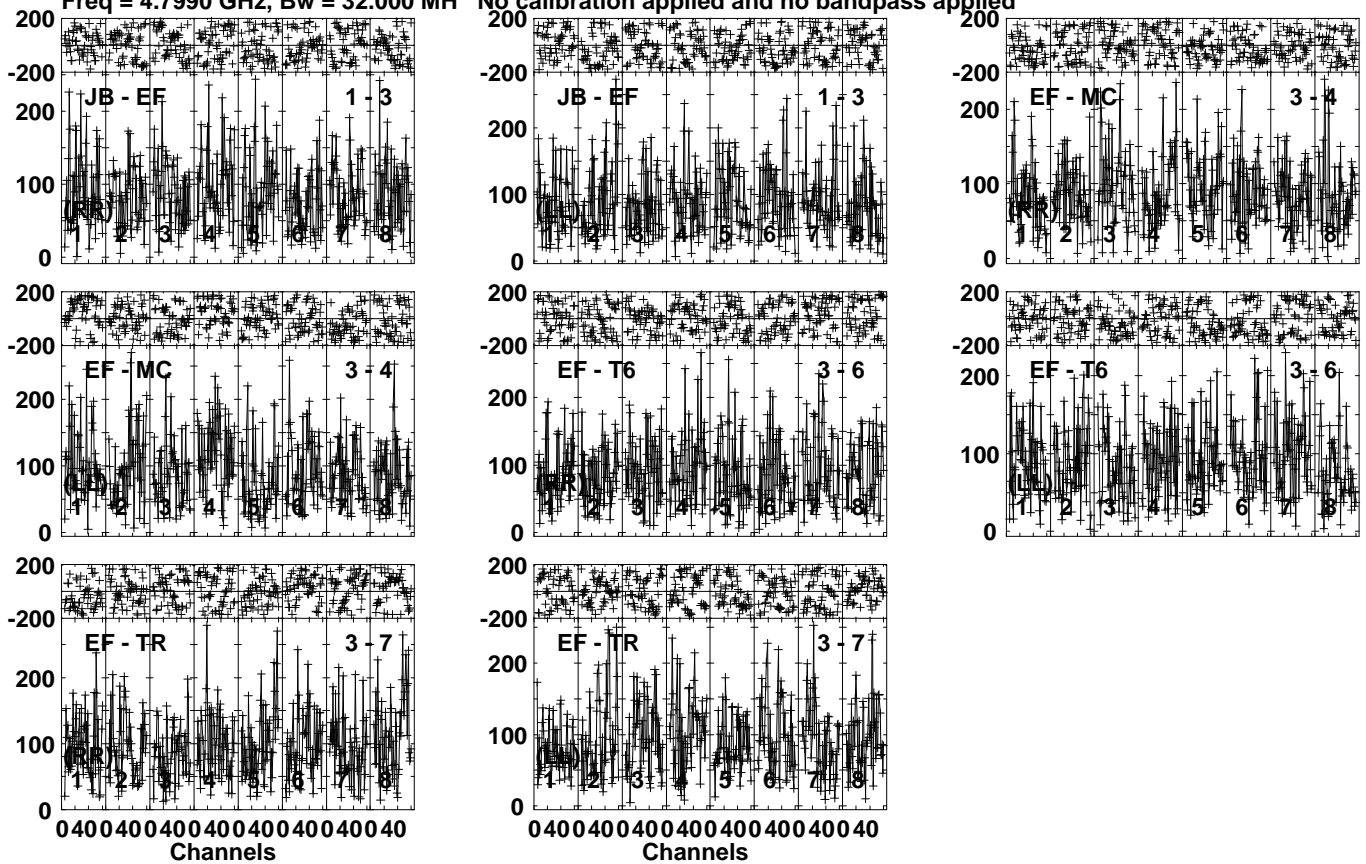 Freq = 4.7990 GHz, Bw = 32.000 MH No calibration applied and no bandpass applied
200
-200
JB - EF 1 - 3
200
100
(RR)
1 2 3 4 5 6 7 8
0
200
-200
JB - EF 1 - 3
200
100
(LL)
1 2 3 4 5 6 7 8
0
200
-200
EF - MC 3 - 4
200
100
(RR)
1 2 3 4 5 6 7 8
0
200
-200
EF - MC 3 - 4
200
100
(LL)
1 2 3 4 5 6 7 8
0
200
-200
EF - T6 3 - 6
200
100
(RR)
1 2 3 4 5 6 7 8
0
200
-200
EF - T6 3 - 6
200
100
(LL)
1 2 3 4 5 6 7 8
0
200
-200
EF - TR 3 - 7
200
100
(RR)
1 2 3 4 5 6 7 8
0
0 40 0 40 0 40 0 40 0 40 0 40 0 40 0 40
Channels
200
-200
EF - TR 3 - 7
200
100
(LL)
1 2 3 4 5 6 7 8
0
0 40 0 40 0 40 0 40 0 40 0 40 0 40 0 40
Channels